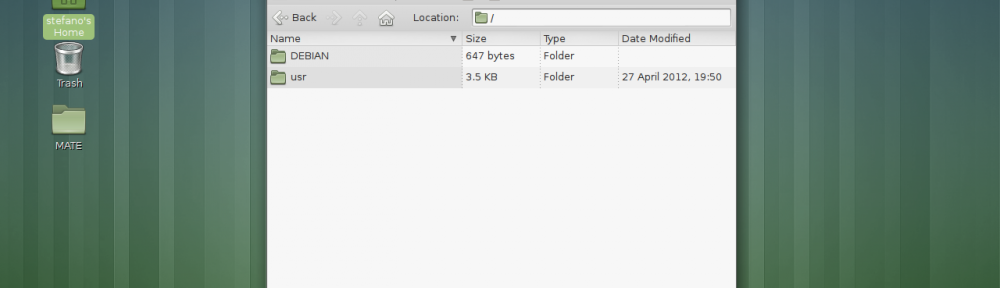 stefano's
Home
Trash
MATE
Back
Location: /
Name Size Type Date Modified
DEBIAN 647 bytes Folder
usr 3.5 KB Folder 27 April 2012, 19:50